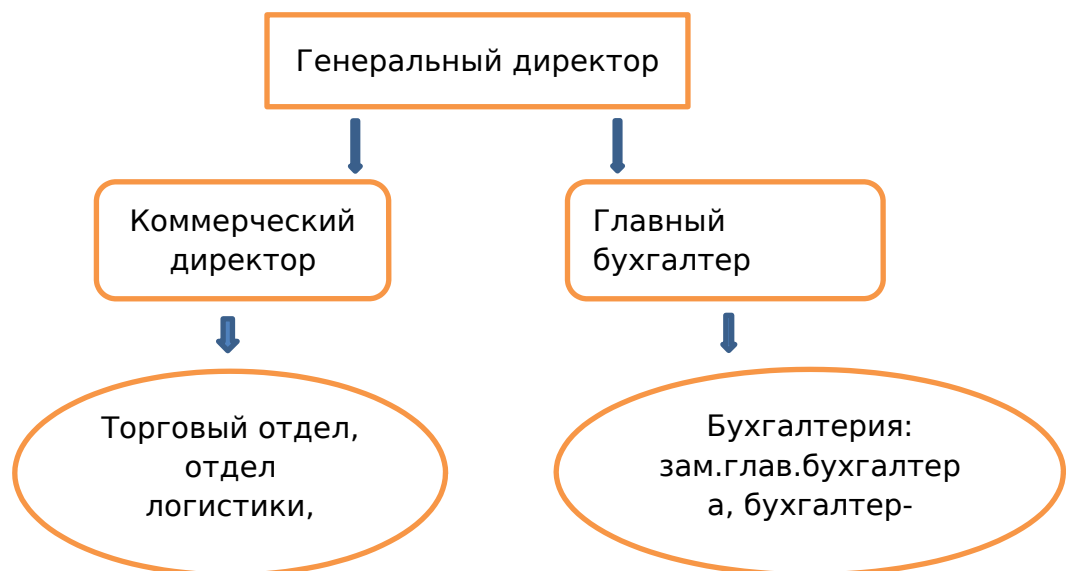 Генеральный директор
Коммерческий
директор
Главный
бухгалтер
Торговый отдел,
отдел
логистики,
Бухгалтерия:
зам.глав.бухгалтер
а, бухгалтер-